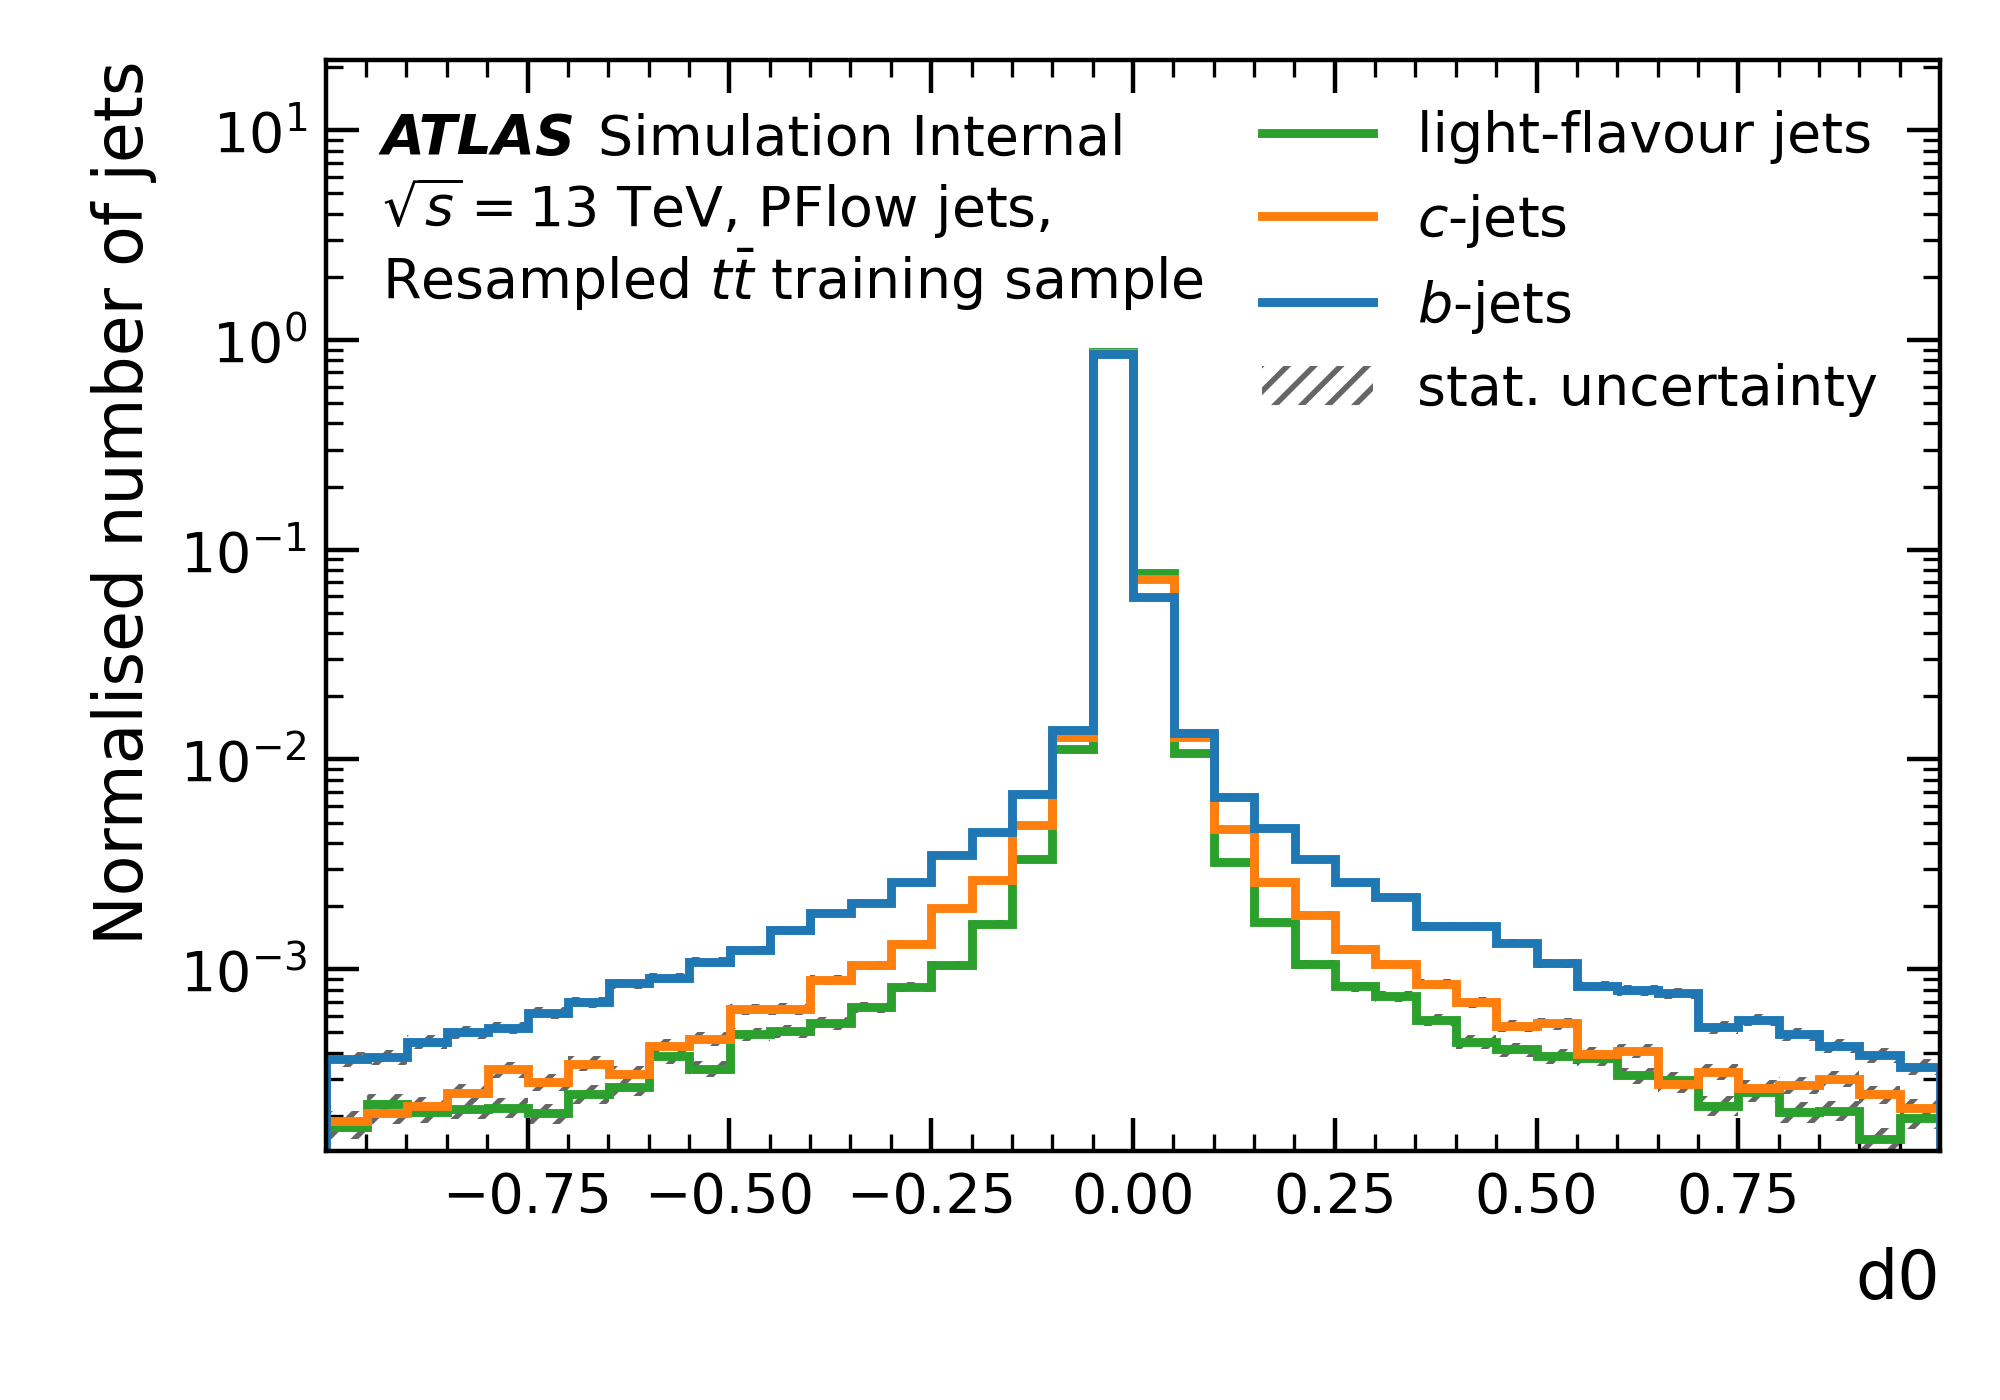 Normalised number of jets
10¹
10⁰
10⁻¹
10⁻²
10⁻³
ATLAS Simulation Internal
√s = 13 TeV, PFlow jets,
Resampled tt̄ training sample
light-flavour jets
c-jets
b-jets
stat. uncertainty
−0.75 −0.50 −0.25 0.00 0.25 0.50 0.75
d0